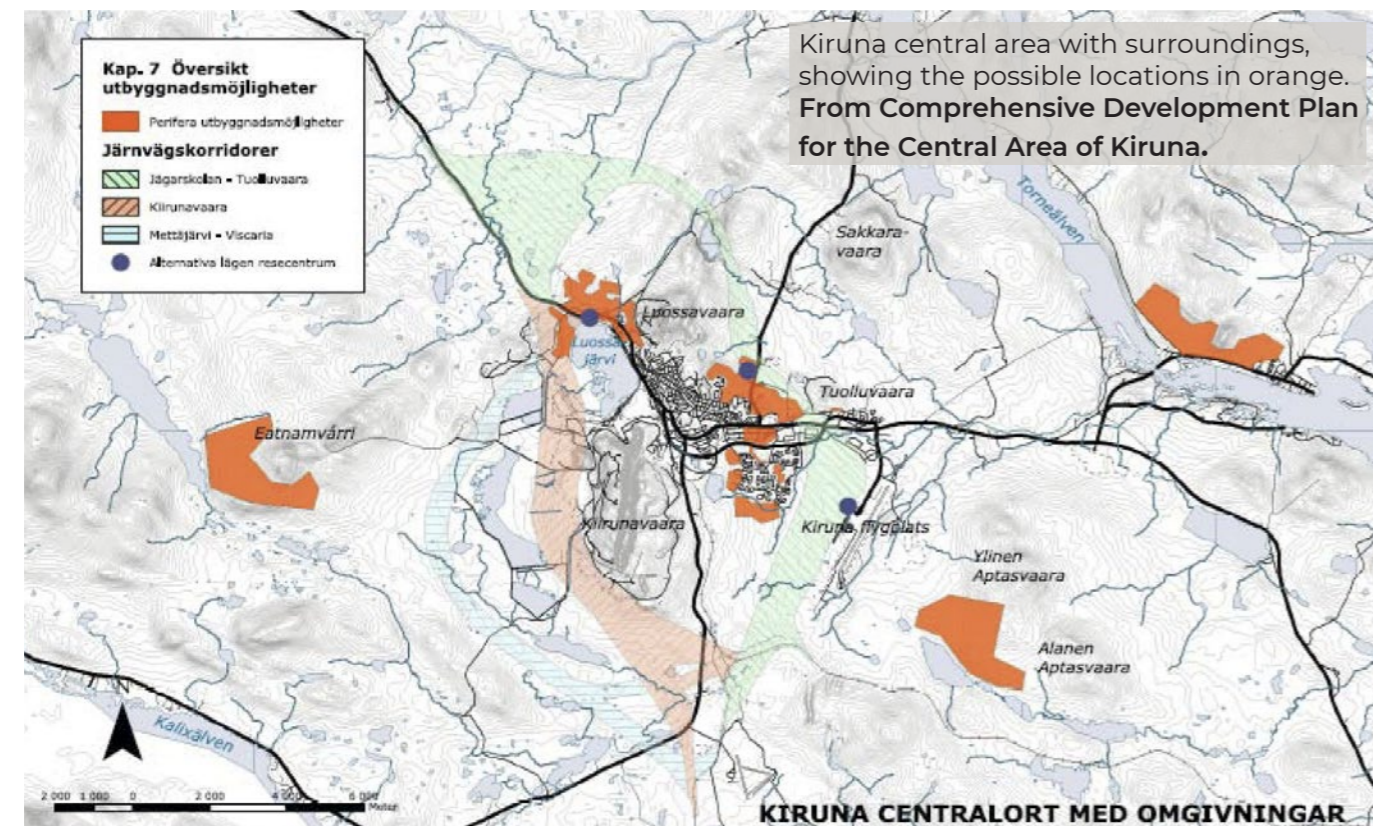 Kap. 7 Översikt
utbyggnadsmöjligheter
Perifera utbyggnadsmöjligheter
Järnvägskorridorer
Jägarskolan - Tuolluvaara
Kiirunavaara
Mettäjärvi - Viscaria
Alternativa lägen resecentrum
Kiruna central area with surroundings,
showing the possible locations in orange.
From Comprehensive Development Plan
for the Central Area of Kiruna.
Torneälven
Sakkara-
vaara
Luossavaara
Luossa-
järvi
Tuolluvaara
Eatnamvárri
Kiirunavaara
Kiruna flygplats
Ylinen
Aptasvaara
Alanen
Aptasvaara
N
Kalixälven
2 000 1 000 0 2 000 4 000 6 000
Meter
KIRUNA CENTRALORT MED OMGIVNINGAR